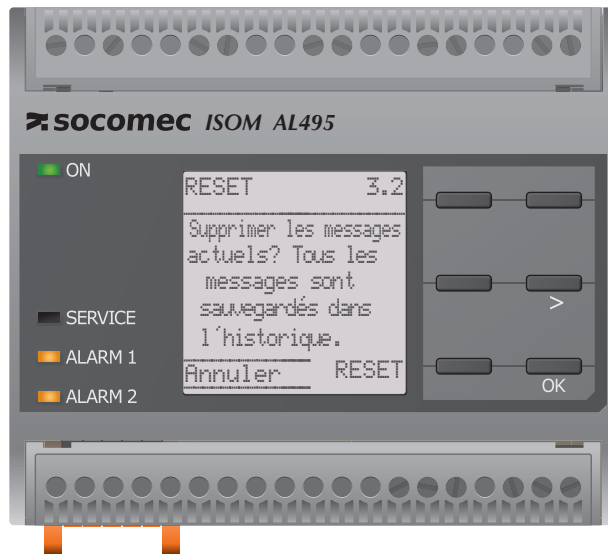 socomec ISOM AL495
ON
RESET 3.2
Supprimer les messages
actuels? Tous les
messages sont
sauvegardés dans
l´historique.
Annuler RESET
SERVICE
ALARM 1
ALARM 2
>
OK